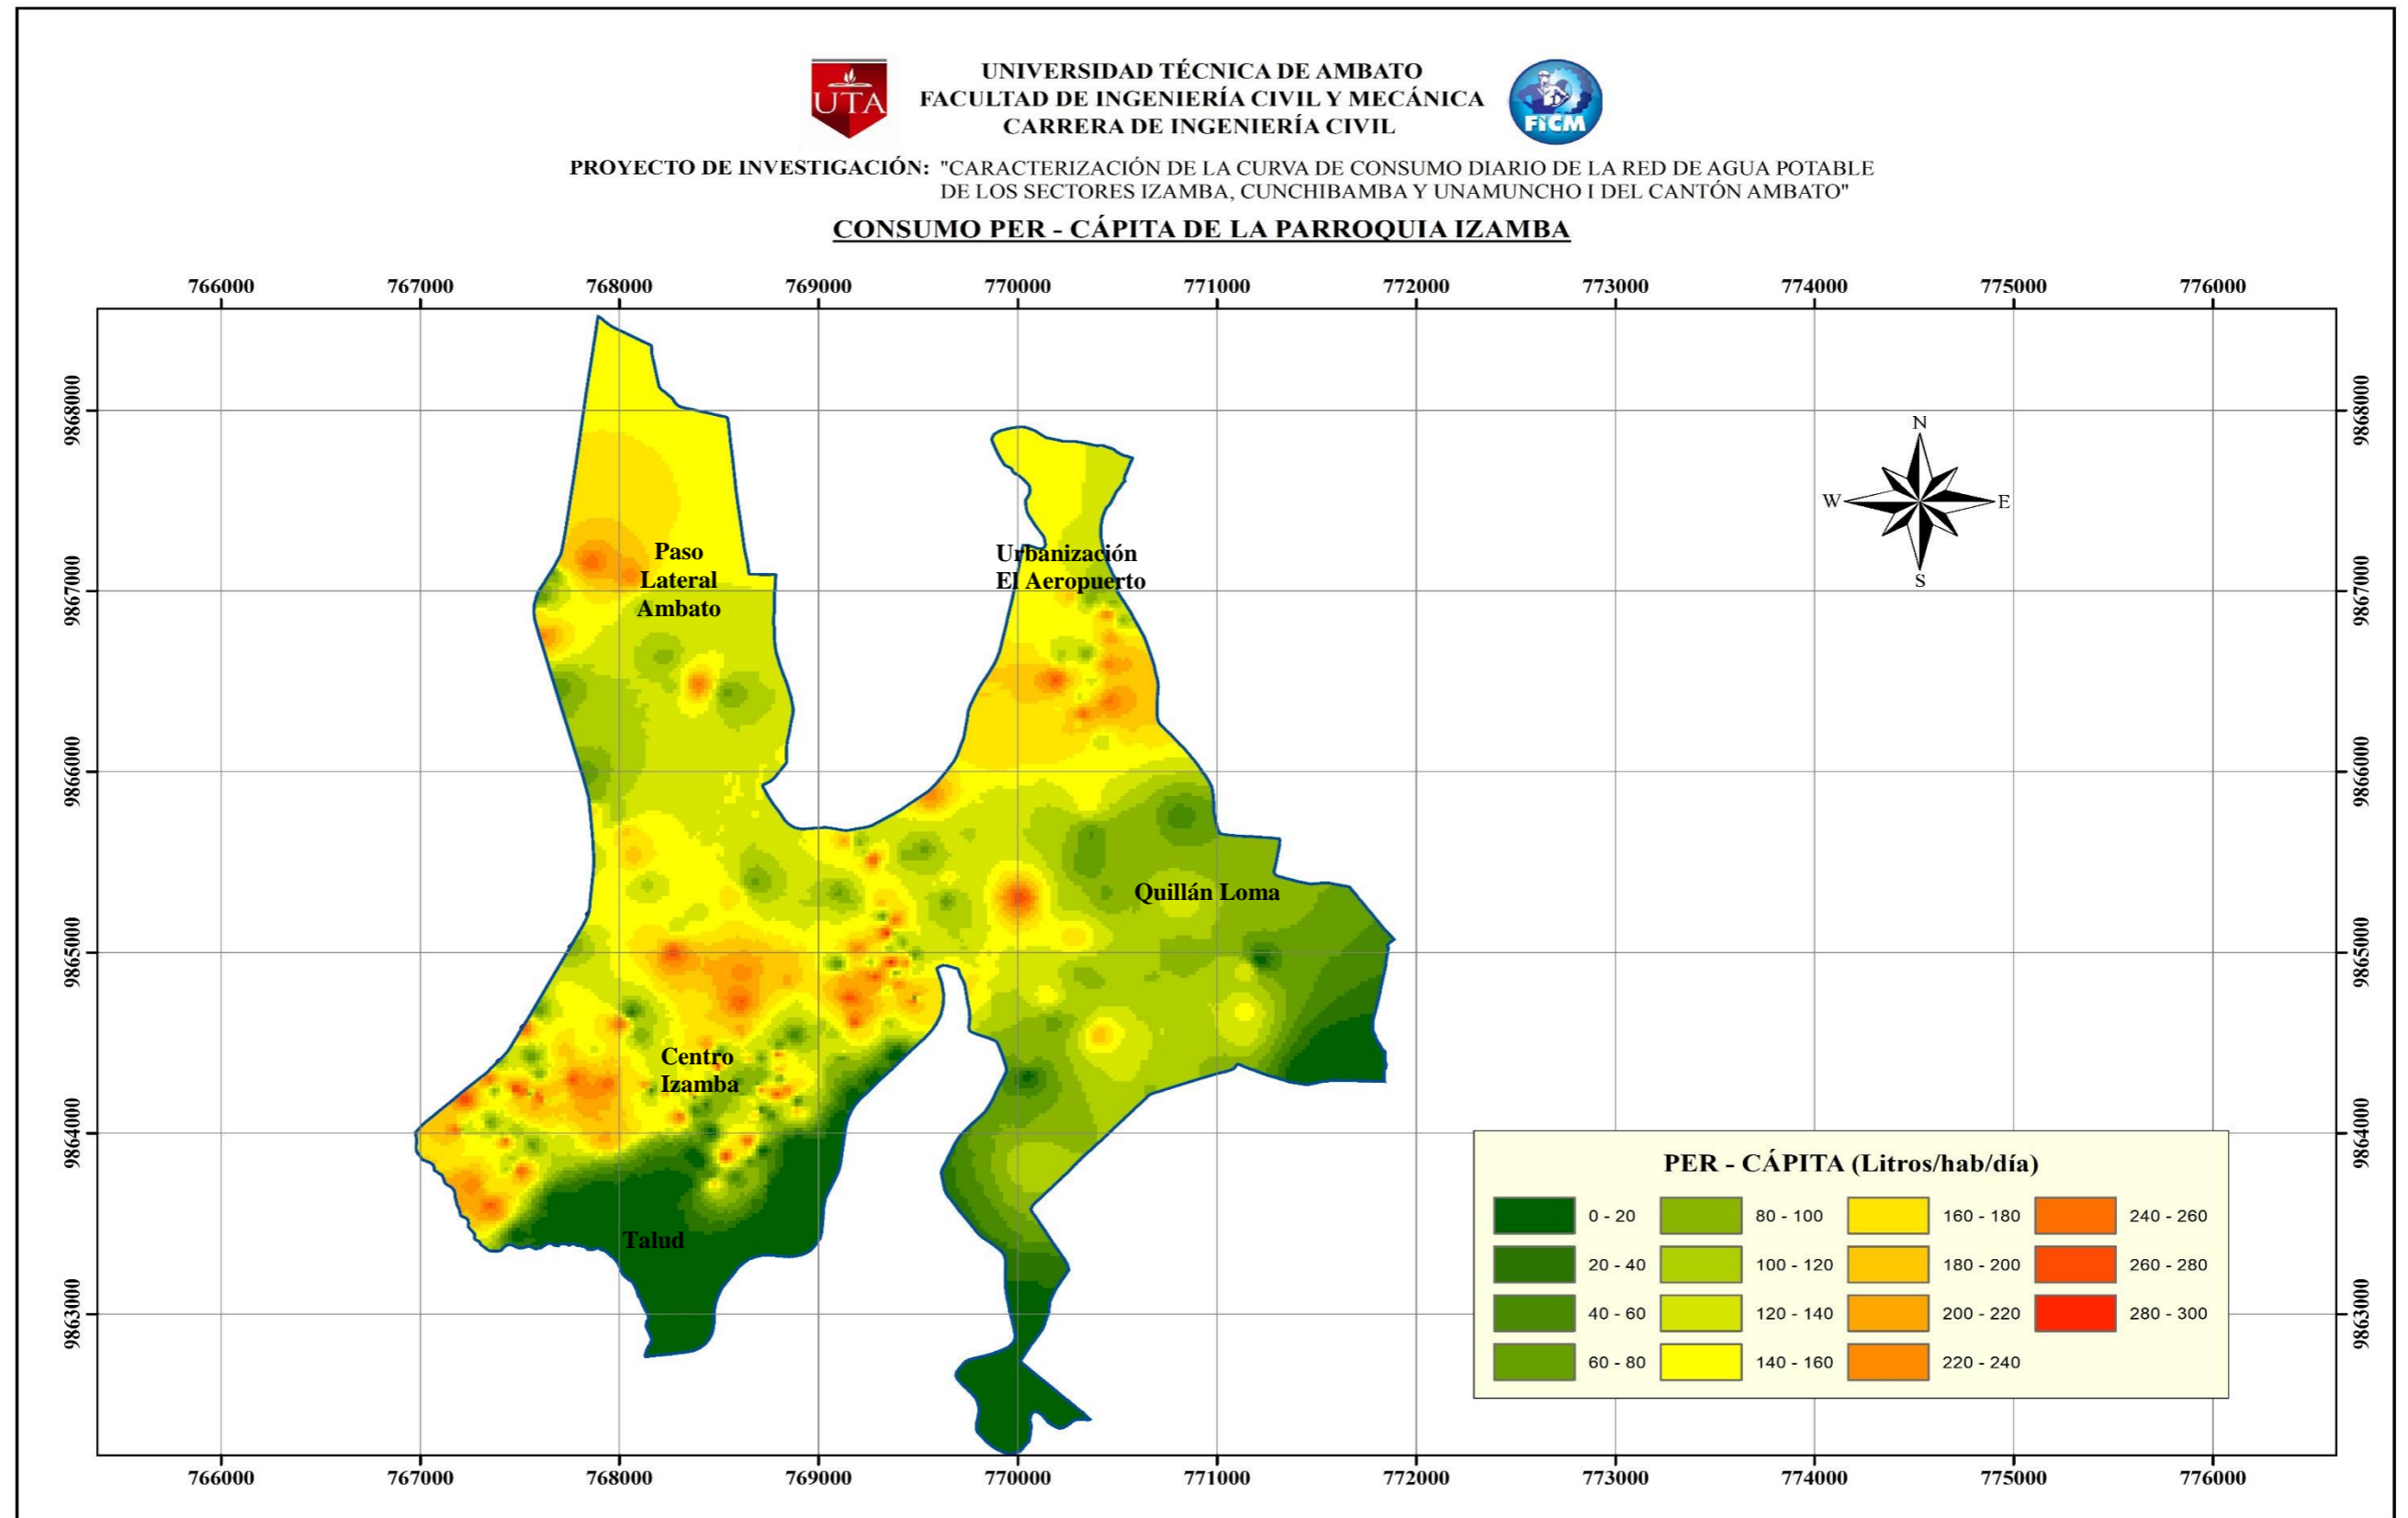 UNIVERSIDAD TÉCNICA DE AMBATO
FACULTAD DE INGENIERÍA CIVIL Y MECÁNICA
CARRERA DE INGENIERÍA CIVIL
UTA
FICM
PROYECTO DE INVESTIGACIÓN: "CARACTERIZACIÓN DE LA CURVA DE CONSUMO DIARIO DE LA RED DE AGUA POTABLE
DE LOS SECTORES IZAMBA, CUNCHIBAMBA Y UNAMUNCHO I DEL CANTÓN AMBATO"
CONSUMO PER - CÁPITA DE LA PARROQUIA IZAMBA
766000 767000 768000 769000 770000 771000 772000 773000 774000 775000 776000
9868000 9868000
9867000 9867000
9866000 9866000
9865000 9865000
9864000 9864000
9863000 9863000
N
W E
S
Paso
Lateral
Ambato
Urbanización
El Aeropuerto
Quillán Loma
Centro
Izamba
Talud
PER - CÁPITA (Litros/hab/día)
0 - 20 80 - 100 160 - 180 240 - 260
20 - 40 100 - 120 180 - 200 260 - 280
40 - 60 120 - 140 200 - 220 280 - 300
60 - 80 140 - 160 220 - 240
766000 767000 768000 769000 770000 771000 772000 773000 774000 775000 776000